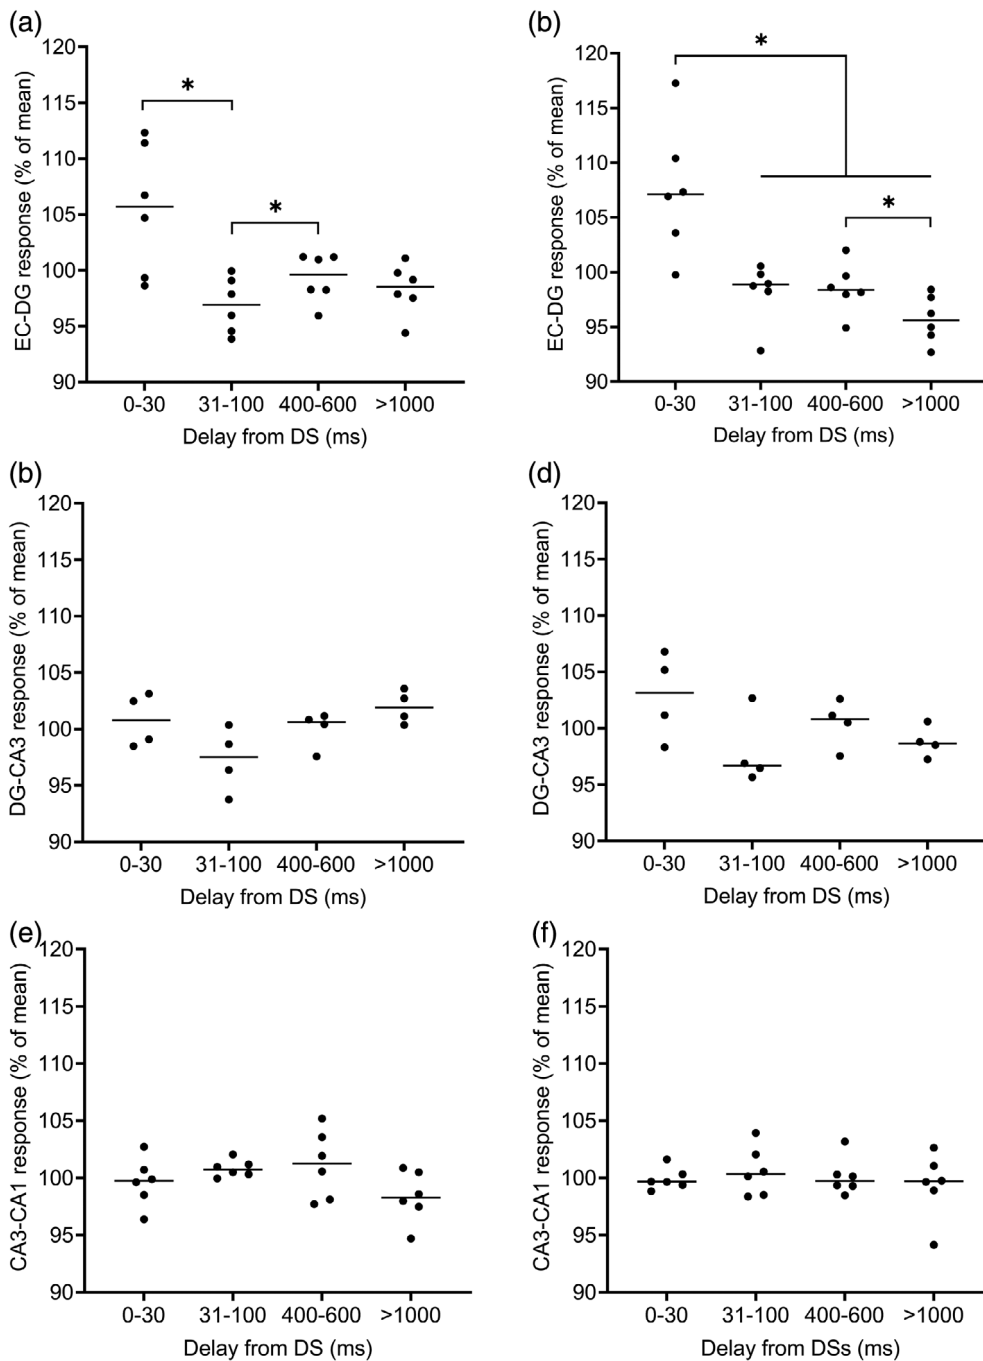 (a)
EC-DG response (% of mean)
120
115
110
105
100
95
90
*
*
0-30 31-100 400-600 >1000
Delay from DS (ms)
(b)
EC-DG response (% of mean)
120
115
110
105
100
95
90
*
*
0-30 31-100 400-600 >1000
Delay from DS (ms)
(b)
DG-CA3 response (% of mean)
120
115
110
105
100
95
90
0-30 31-100 400-600 >1000
Delay from DS (ms)
(d)
DG-CA3 response (% of mean)
120
115
110
105
100
95
90
0-30 31-100 400-600 >1000
Delay from DS (ms)
(e)
CA3-CA1 response (% of mean)
120
115
110
105
100
95
90
0-30 31-100 400-600 >1000
Delay from DS (ms)
(f)
CA3-CA1 response (% of mean)
120
115
110
105
100
95
90
0-30 31-100 400-600 >1000
Delay from DSs (ms)